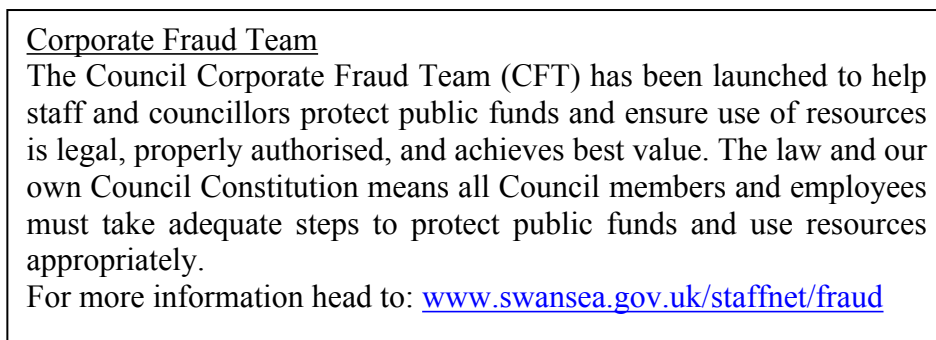 Corporate Fraud Team
The Council Corporate Fraud Team (CFT) has been launched to help
staff and councillors protect public funds and ensure use of resources
is legal, properly authorised, and achieves best value. The law and our
own Council Constitution means all Council members and employees
must take adequate steps to protect public funds and use resources
appropriately.
For more information head to: www.swansea.gov.uk/staffnet/fraud